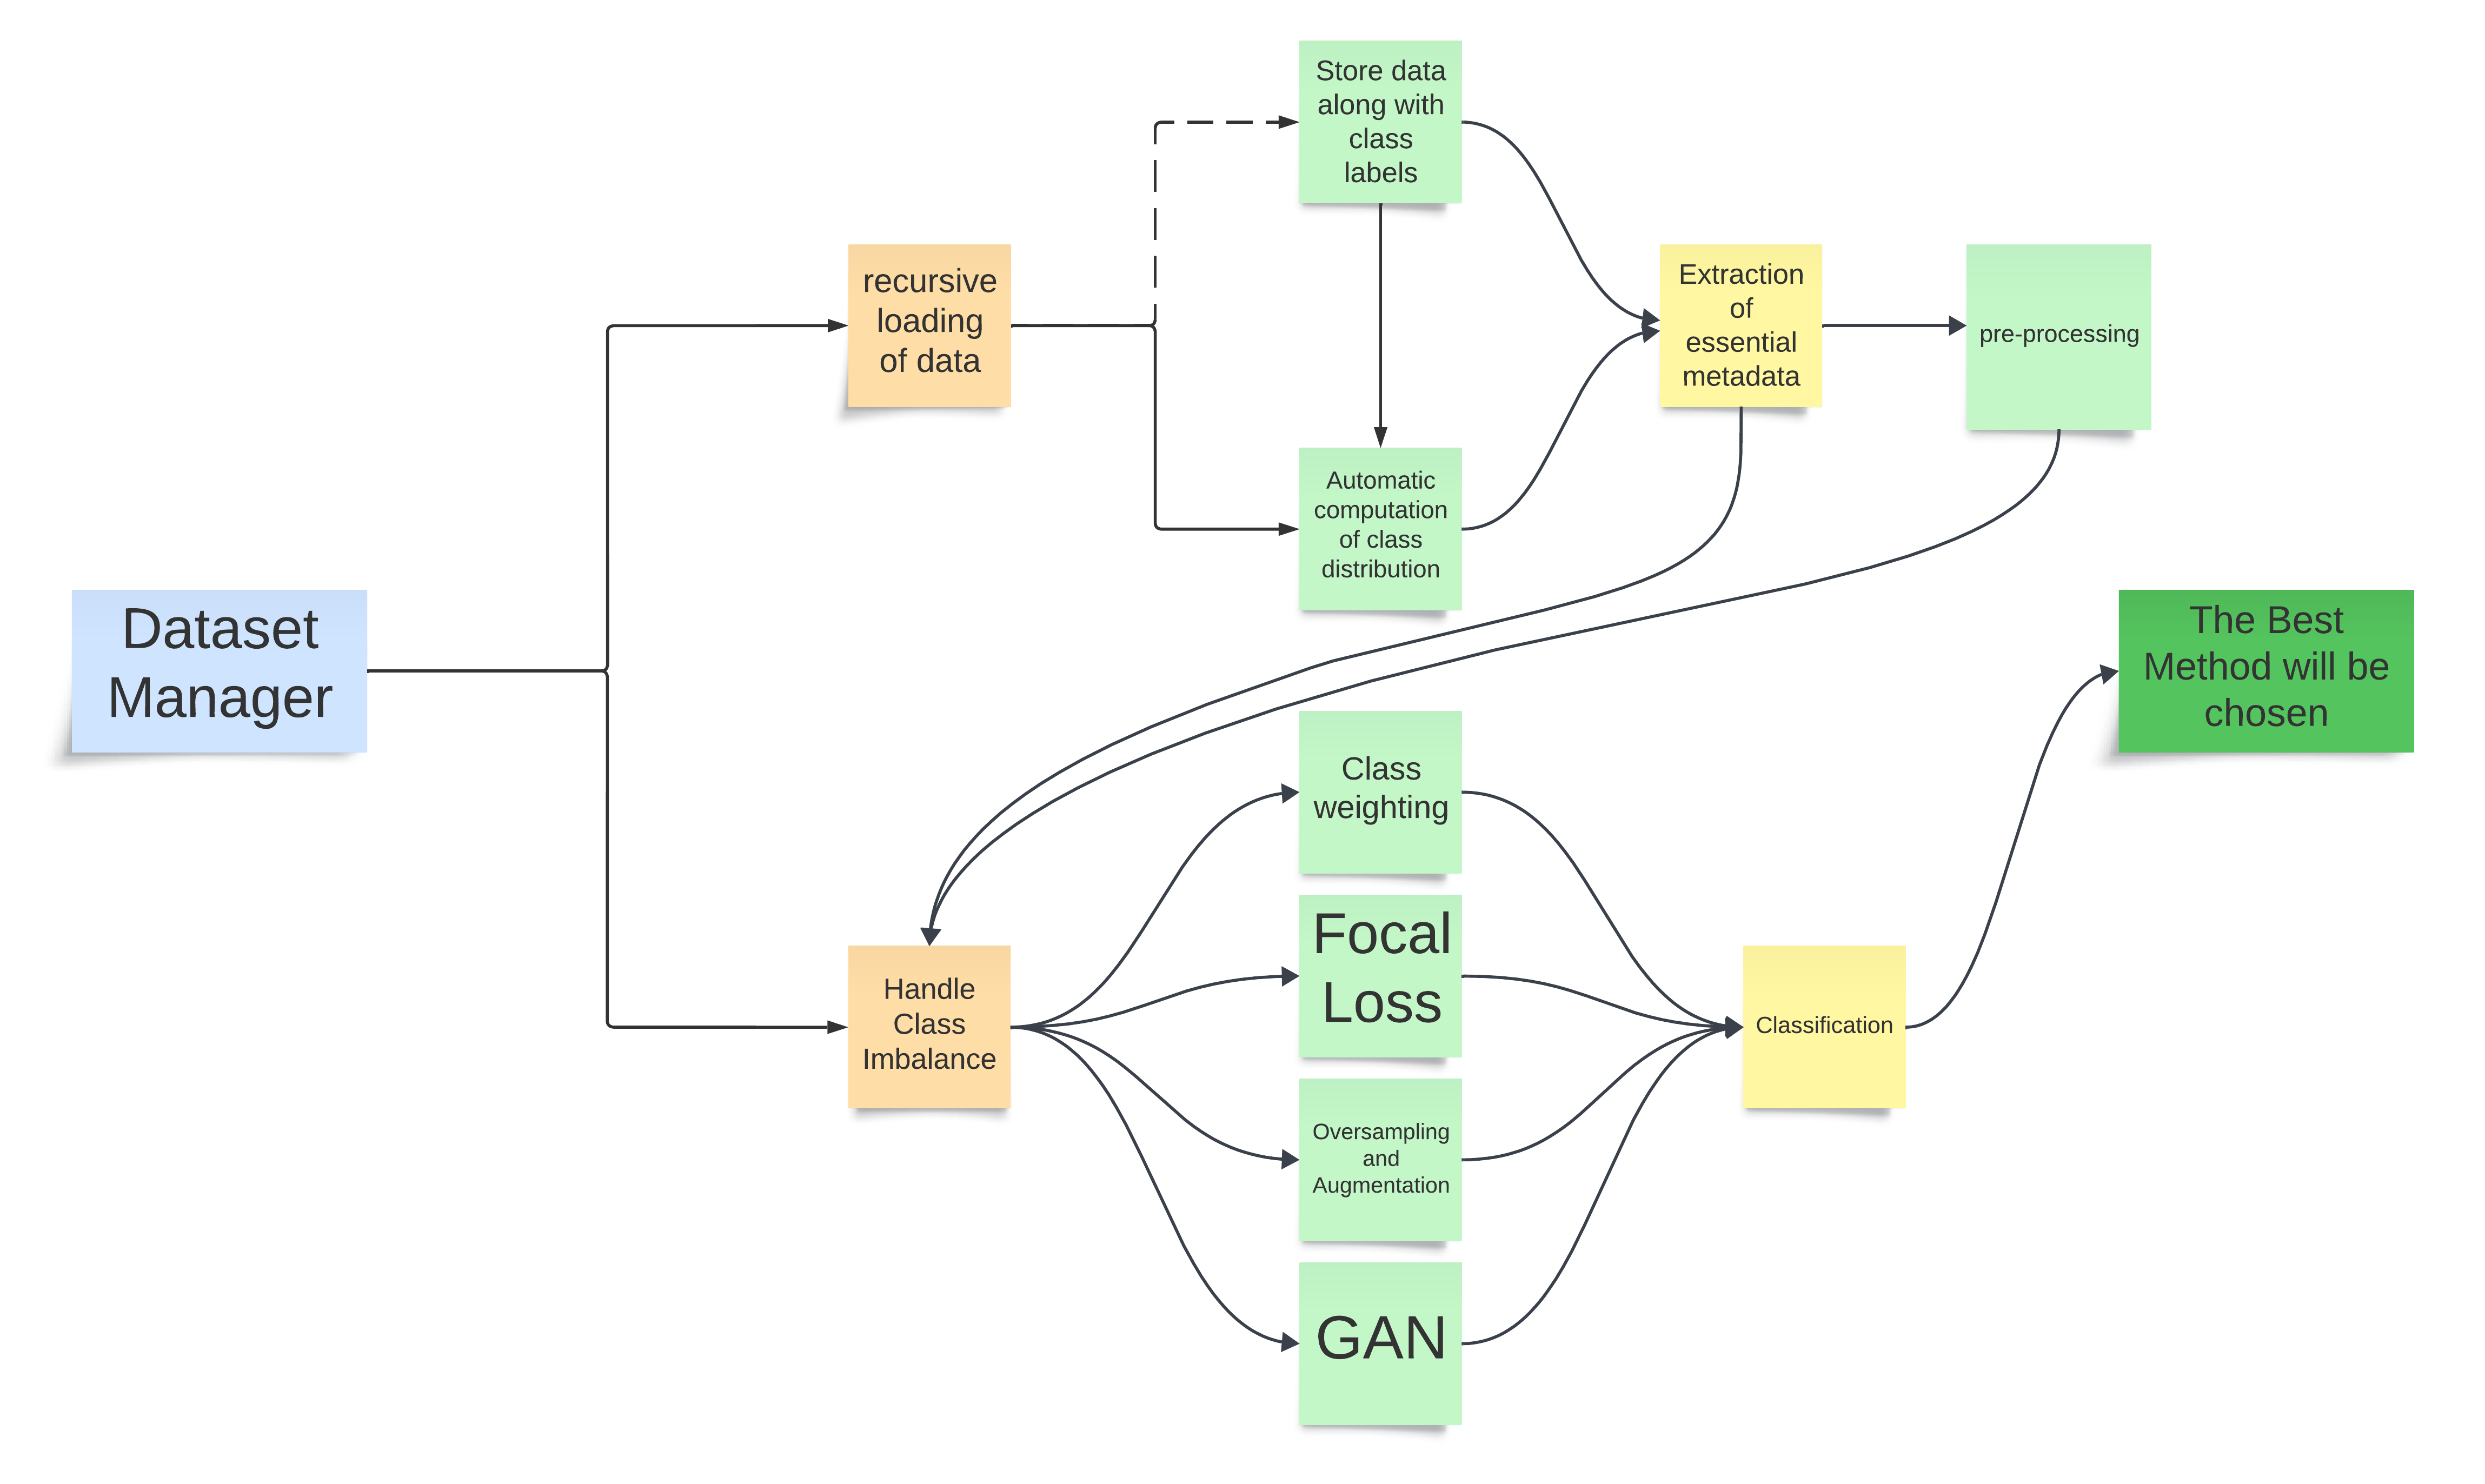 Store data
along with
class
labels
recursive
loading
of data
Extraction
of
essential
metadata
pre-processing
Automatic
computation
of class
distribution
Dataset
Manager
The Best
Method will be
chosen
Class
weighting
Focal
Loss
Handle
Class
Imbalance
Classification
Oversampling
and
Augmentation
GAN